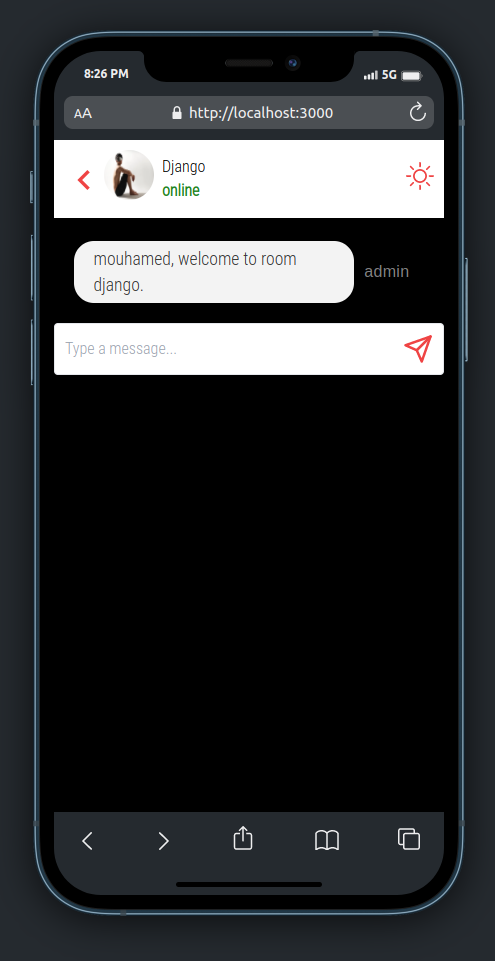 8:26 PM
5G
AA
http://localhost:3000
Django
online
mouhamed, welcome to room
django.
admin
Type a message...